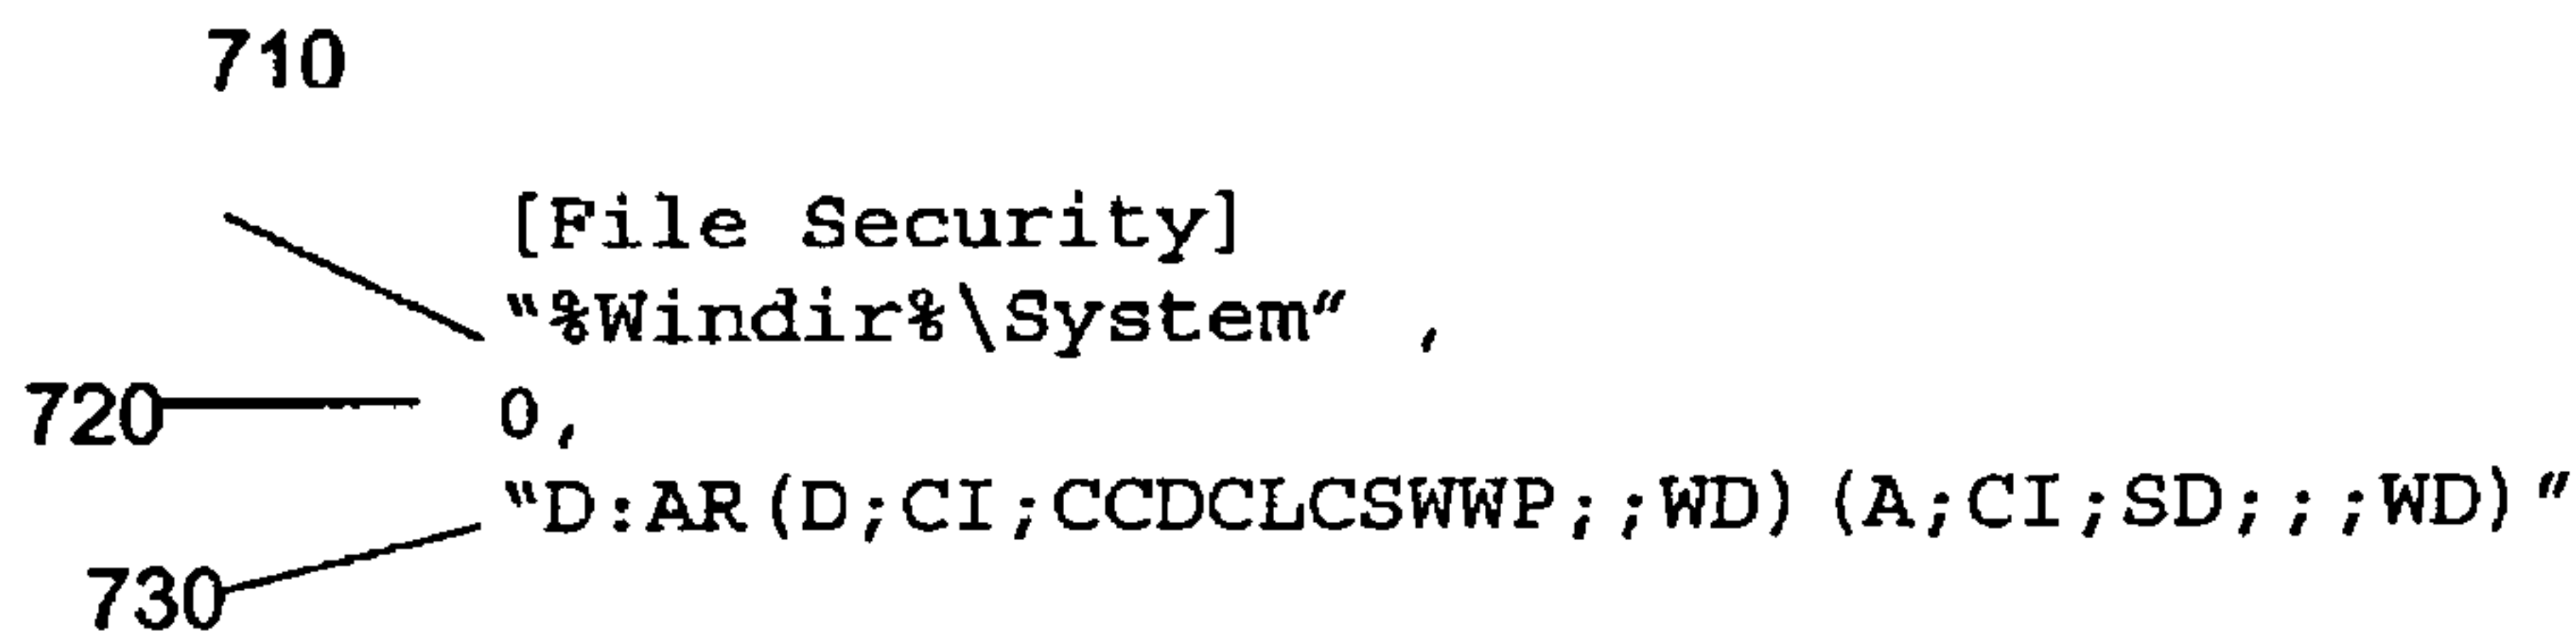 710
[File Security]
"%Windir%\System" ,
720 0,
"D:AR(D;CI;CCDCLCSWWP;;WD)(A;CI;SD;;;WD)"
730